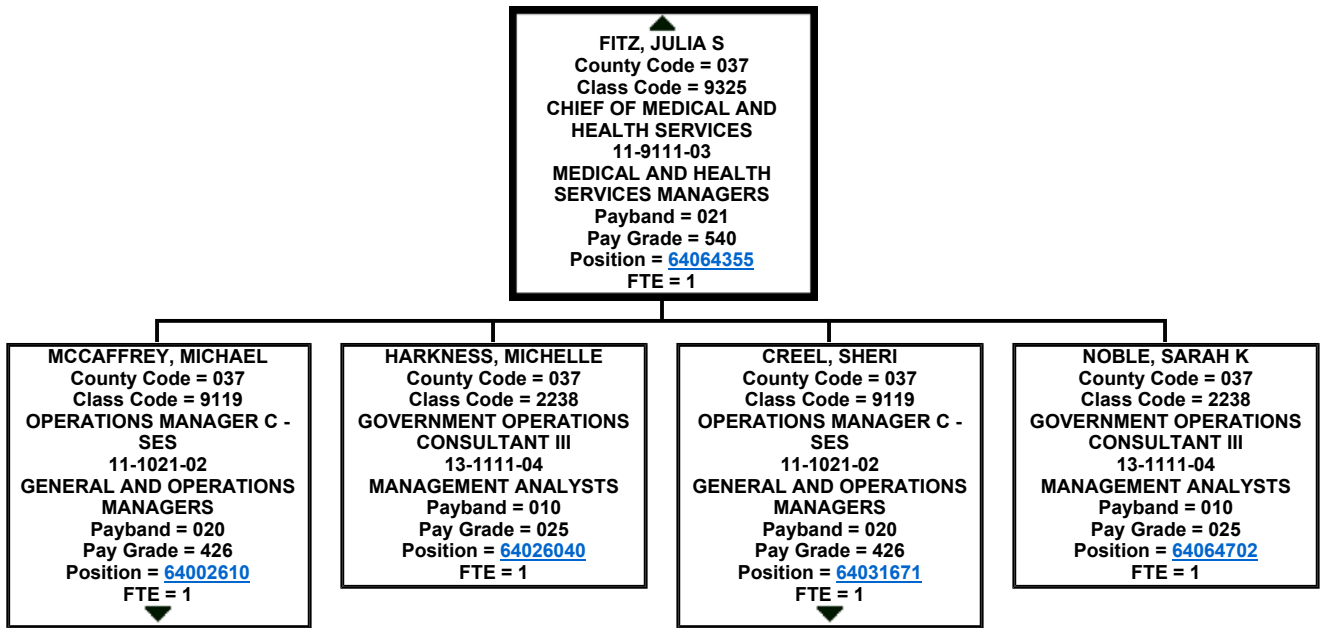 FITZ, JULIA S
County Code = 037
Class Code = 9325
CHIEF OF MEDICAL AND
HEALTH SERVICES
11-9111-03
MEDICAL AND HEALTH
SERVICES MANAGERS
Payband = 021
Pay Grade = 540
Position = 64064355
FTE = 1
MCCAFFREY, MICHAEL
County Code = 037
Class Code = 9119
OPERATIONS MANAGER C -
SES
11-1021-02
GENERAL AND OPERATIONS
MANAGERS
Payband = 020
Pay Grade = 426
Position = 64002610
FTE = 1
HARKNESS, MICHELLE
County Code = 037
Class Code = 2238
GOVERNMENT OPERATIONS
CONSULTANT III
13-1111-04
MANAGEMENT ANALYSTS
Payband = 010
Pay Grade = 025
Position = 64026040
FTE = 1
CREEL, SHERI
County Code = 037
Class Code = 9119
OPERATIONS MANAGER C -
SES
11-1021-02
GENERAL AND OPERATIONS
MANAGERS
Payband = 020
Pay Grade = 426
Position = 64031671
FTE = 1
NOBLE, SARAH K
County Code = 037
Class Code = 2238
GOVERNMENT OPERATIONS
CONSULTANT III
13-1111-04
MANAGEMENT ANALYSTS
Payband = 010
Pay Grade = 025
Position = 64064702
FTE = 1